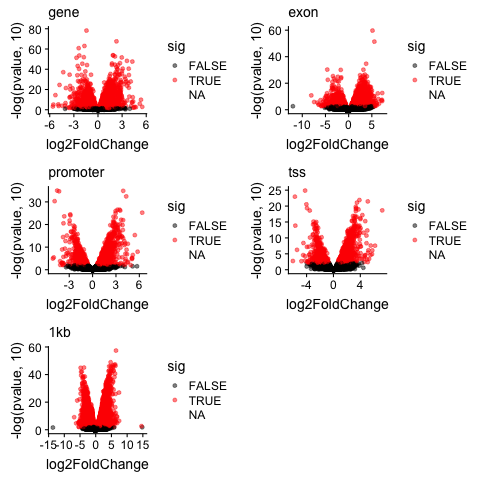 gene
-log(pvalue, 10)
80
60
40
20
0
-6 -3 0 3 6
log2FoldChange
sig
FALSE
TRUE
NA
exon
-log(pvalue, 10)
60
40
20
0
-10 -5 0 5
log2FoldChange
sig
FALSE
TRUE
NA
promoter
-log(pvalue, 10)
30
20
10
0
-3 0 3 6
log2FoldChange
sig
FALSE
TRUE
NA
tss
-log(pvalue, 10)
25
20
15
10
5
0
-4 0 4
log2FoldChange
sig
FALSE
TRUE
NA
1kb
-log(pvalue, 10)
60
40
20
0
-15 -10 -5 0 5 10 15
log2FoldChange
sig
FALSE
TRUE
NA